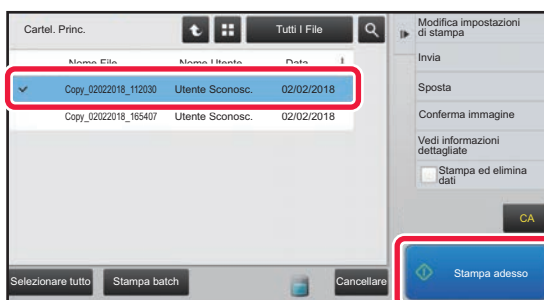 Cartel. Princ.
Tutti I File
Nome File Nome Utente Data
Copy_02022018_112030 Utente Sconosc. 02/02/2018
Copy_02022018_165407 Utente Sconosc. 02/02/2018
Selezionare tutto
Stampa batch
Cancellare
Modifica impostazioni
di stampa
Invia
Sposta
Conferma immagine
Vedi informazioni
dettagliate
Stampa ed elimina
dati
CA
Stampa adesso